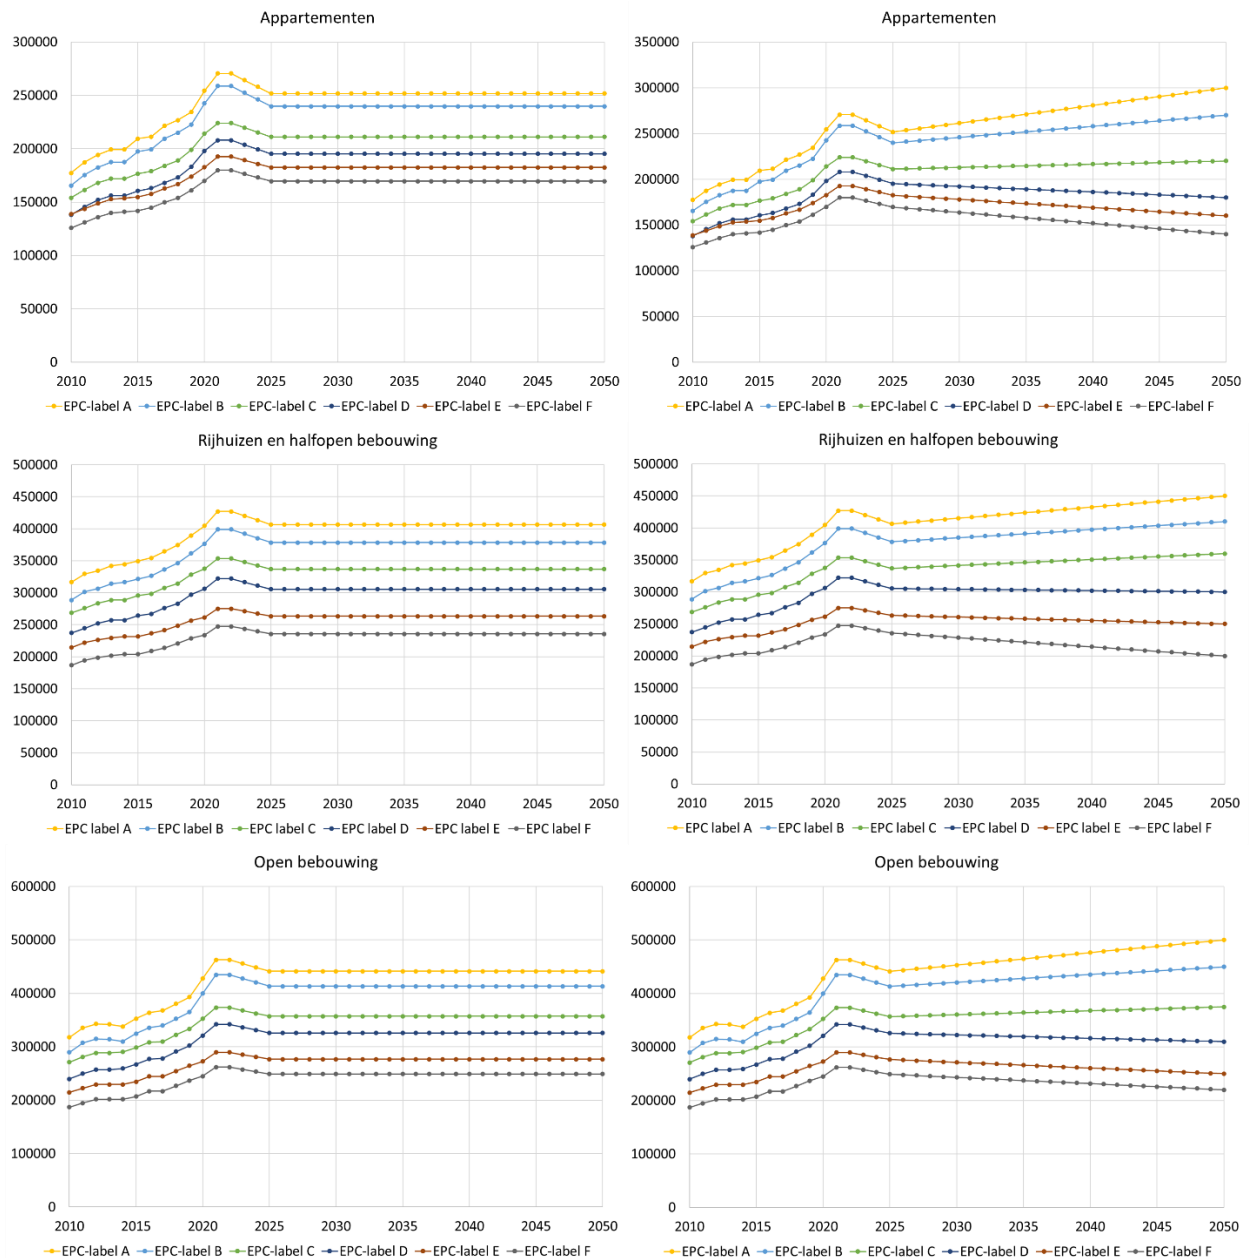 Appartementen
300000
250000
200000
150000
100000
50000
0
2010 2015 2020 2025 2030 2035 2040 2045 2050
EPC-label A EPC-label B EPC-label C EPC-label D EPC-label E EPC-label F
Appartementen
350000
300000
250000
200000
150000
100000
50000
0
2010 2015 2020 2025 2030 2035 2040 2045 2050
EPC-label A EPC-label B EPC-label C EPC-label D EPC-label E EPC-label F
Rijhuizen en halfopen bebouwing
500000
450000
400000
350000
300000
250000
200000
150000
100000
50000
0
2010 2015 2020 2025 2030 2035 2040 2045 2050
EPC label A EPC label B EPC label C EPC label D EPC label E EPC label F
Rijhuizen en halfopen bebouwing
500000
450000
400000
350000
300000
250000
200000
150000
100000
50000
0
2010 2015 2020 2025 2030 2035 2040 2045 2050
EPC label A EPC label B EPC label C EPC label D EPC label E EPC label F
Open bebouwing
600000
500000
400000
300000
200000
100000
0
2010 2015 2020 2025 2030 2035 2040 2045 2050
EPC-label A EPC-label B EPC-label C EPC-label D EPC-label E EPC-label F
Open bebouwing
600000
500000
400000
300000
200000
100000
0
2010 2015 2020 2025 2030 2035 2040 2045 2050
EPC-label A EPC-label B EPC-label C EPC-label D EPC-label E EPC-label F